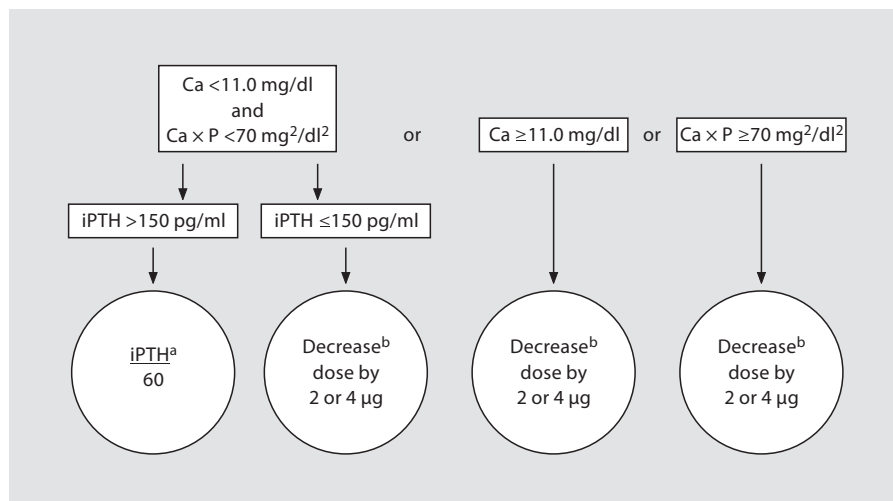 Ca <11.0 mg/dl
and
Ca × P <70 mg²/dl²
or
Ca ≥11.0 mg/dl
or
Ca × P ≥70 mg²/dl²
iPTH >150 pg/ml
iPTH ≤150 pg/ml
iPTHᵃ
60
Decreaseᵇ
dose by
2 or 4 μg
Decreaseᵇ
dose by
2 or 4 μg
Decreaseᵇ
dose by
2 or 4 μg